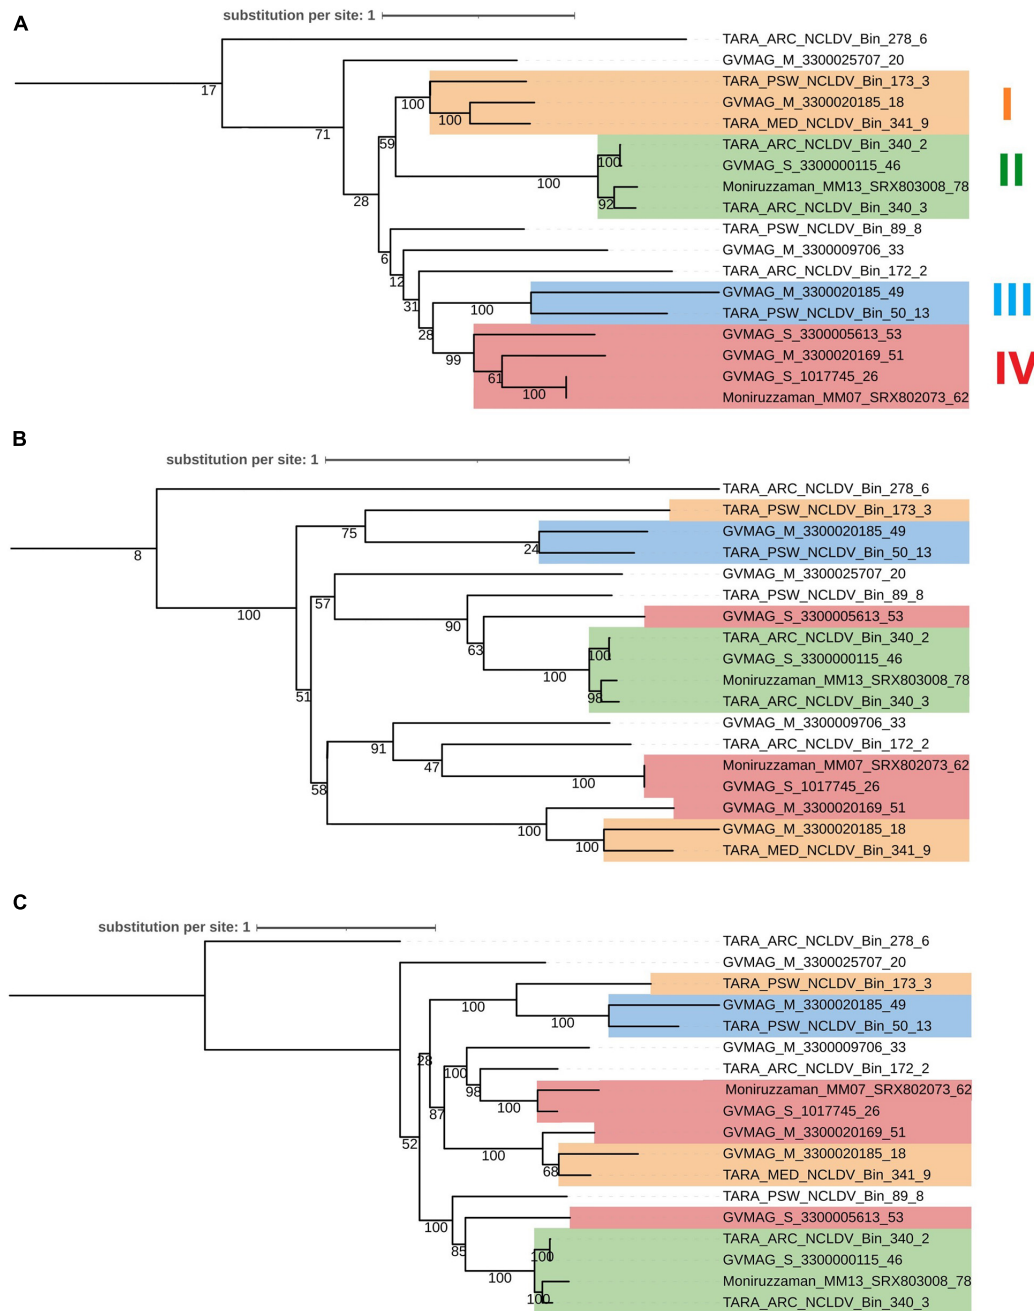 substitution per site: 1
A
TARA_ARC_NCLDV_Bin_278_6
GVMAG_M_3300025707_20
TARA_PSW_NCLDV_Bin_173_3
17
I
100
GVMAG_M_3300020185_18
100
TARA_MED_NCLDV_Bin_341_9
71
59
TARA_ARC_NCLDV_Bin_340_2
100
GVMAG_S_3300000115_46
II
100
Moniruzzaman_MM13_SRX803008_78
28
92
TARA_ARC_NCLDV_Bin_340_3
TARA_PSW_NCLDV_Bin_89_8
6
GVMAG_M_3300009706_33
12
TARA_ARC_NCLDV_Bin_172_2
GVMAG_M_3300020185_49
III
31
100
TARA_PSW_NCLDV_Bin_50_13
28
GVMAG_S_3300005613_53
99
GVMAG_M_3300020169_51
IV
61
GVMAG_S_1017745_26
100
Moniruzzaman_MM07_SRX802073_62
B
substitution per site: 1
TARA_ARC_NCLDV_Bin_278_6
TARA_PSW_NCLDV_Bin_173_3
75
GVMAG_M_3300020185_49
24
TARA_PSW_NCLDV_Bin_50_13
8
GVMAG_M_3300025707_20
57
TARA_PSW_NCLDV_Bin_89_8
100
90
GVMAG_S_3300005613_53
63
TARA_ARC_NCLDV_Bin_340_2
100
GVMAG_S_3300000115_46
100
Moniruzzaman_MM13_SRX803008_78
51
98
TARA_ARC_NCLDV_Bin_340_3
GVMAG_M_3300009706_33
91
TARA_ARC_NCLDV_Bin_172_2
47
Moniruzzaman_MM07_SRX802073_62
100
GVMAG_S_1017745_26
58
GVMAG_M_3300020169_51
100
GVMAG_M_3300020185_18
100
TARA_MED_NCLDV_Bin_341_9
C
substitution per site: 1
TARA_ARC_NCLDV_Bin_278_6
GVMAG_M_3300025707_20
TARA_PSW_NCLDV_Bin_173_3
100
GVMAG_M_3300020185_49
100
TARA_PSW_NCLDV_Bin_50_13
GVMAG_M_3300009706_33
28
100
TARA_ARC_NCLDV_Bin_172_2
98
Moniruzzaman_MM07_SRX802073_62
100
GVMAG_S_1017745_26
87
GVMAG_M_3300020169_51
52
100
GVMAG_M_3300020185_18
68
TARA_MED_NCLDV_Bin_341_9
TARA_PSW_NCLDV_Bin_89_8
100
GVMAG_S_3300005613_53
85
TARA_ARC_NCLDV_Bin_340_2
100
GVMAG_S_3300000115_46
100
Moniruzzaman_MM13_SRX803008_78
100
TARA_ARC_NCLDV_Bin_340_3